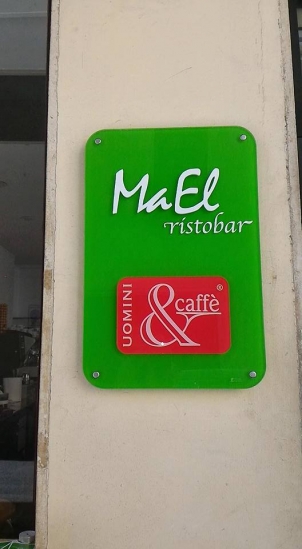 MaEl
ristobar
UOMINI
& caffè ®